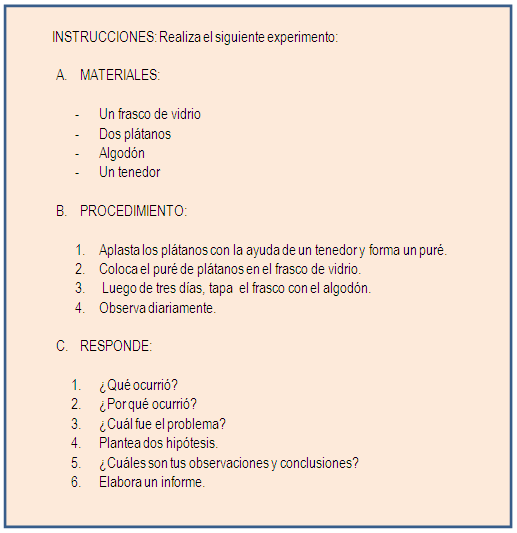 INSTRUCCIONES: Realiza el siguiente experimento:
A. MATERIALES:
- Un frasco de vidrio
- Dos plátanos
- Algodón
- Un tenedor
B. PROCEDIMIENTO:
1. Aplasta los plátanos con la ayuda de un tenedor y forma un puré.
2. Coloca el puré de plátanos en el frasco de vidrio.
3. Luego de tres días, tapa el frasco con el algodón.
4. Observa diariamente.
C. RESPONDE:
1. ¿Qué ocurrió?
2. ¿Por qué ocurrió?
3. ¿Cuál fue el problema?
4. Plantea dos hipótesis.
5. ¿Cuáles son tus observaciones y conclusiones?
6. Elabora un informe.